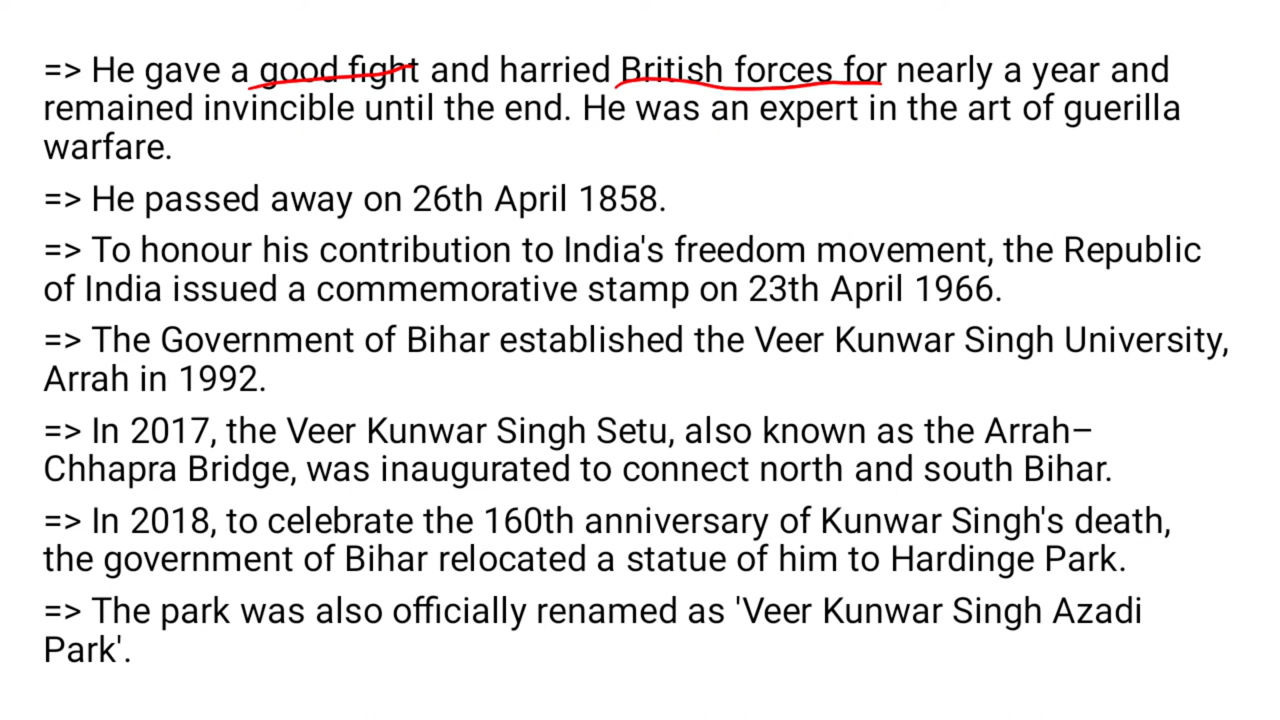 => He gave a good fight and harried British forces for nearly a year and
remained invincible until the end. He was an expert in the art of guerilla
warfare.
=> He passed away on 26th April 1858.
=> To honour his contribution to India's freedom movement, the Republic
of India issued a commemorative stamp on 23th April 1966.
=> The Government of Bihar established the Veer Kunwar Singh University,
Arrah in 1992.
=> In 2017, the Veer Kunwar Singh Setu, also known as the Arrah–
Chhapra Bridge, was inaugurated to connect north and south Bihar.
=> In 2018, to celebrate the 160th anniversary of Kunwar Singh's death,
the government of Bihar relocated a statue of him to Hardinge Park.
=> The park was also officially renamed as 'Veer Kunwar Singh Azadi
Park'.